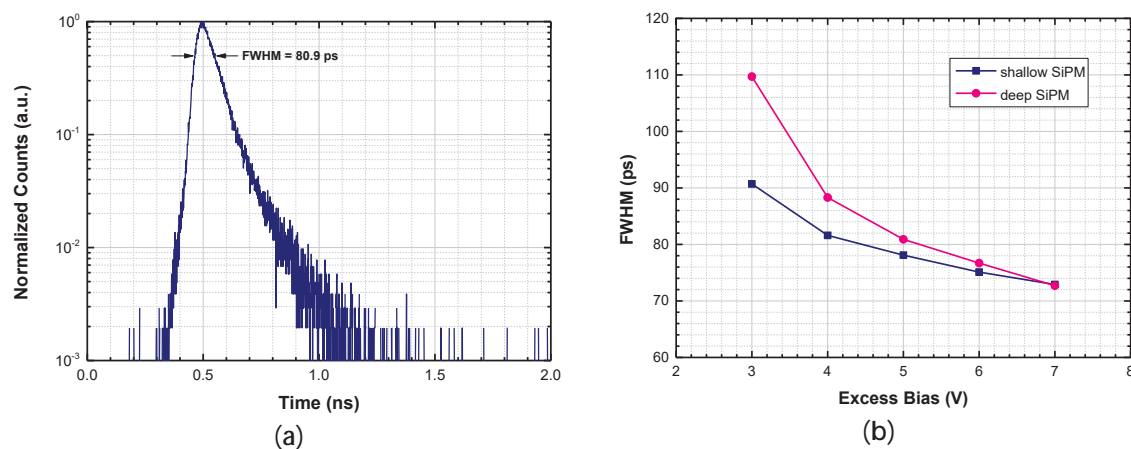 10⁰
10⁻¹
10⁻²
10⁻³
Normalized Counts (a.u.)
FWHM = 80.9 ps
0.0 0.5 1.0 1.5 2.0
Time (ns)
(a)
120
110
100
90
80
70
60
FWHM (ps)
shallow SiPM
deep SiPM
2 3 4 5 6 7 8
Excess Bias (V)
(b)